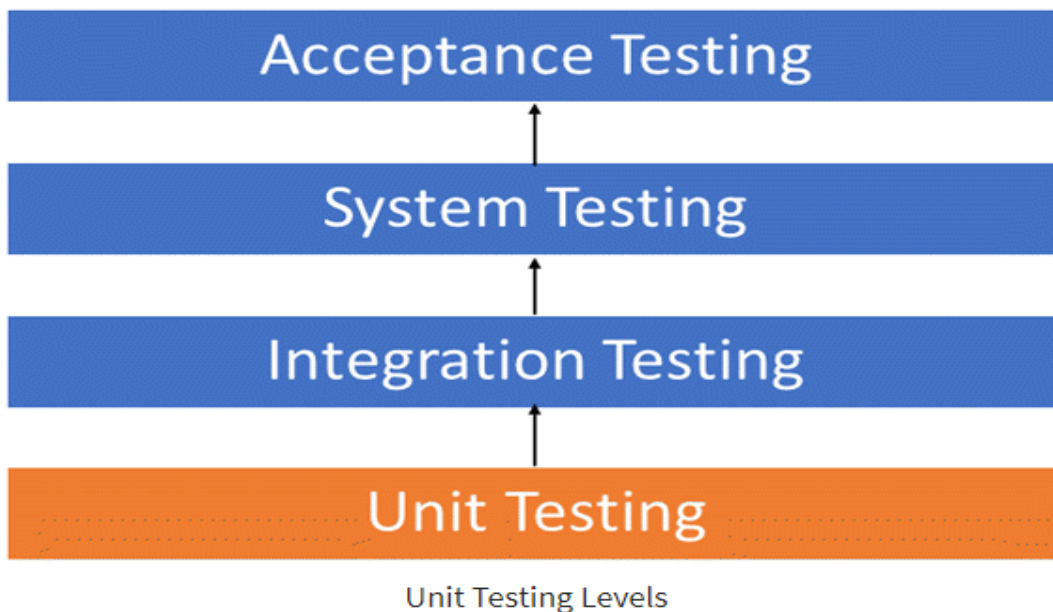 Acceptance Testing
System Testing
Integration Testing
Unit Testing
Unit Testing Levels